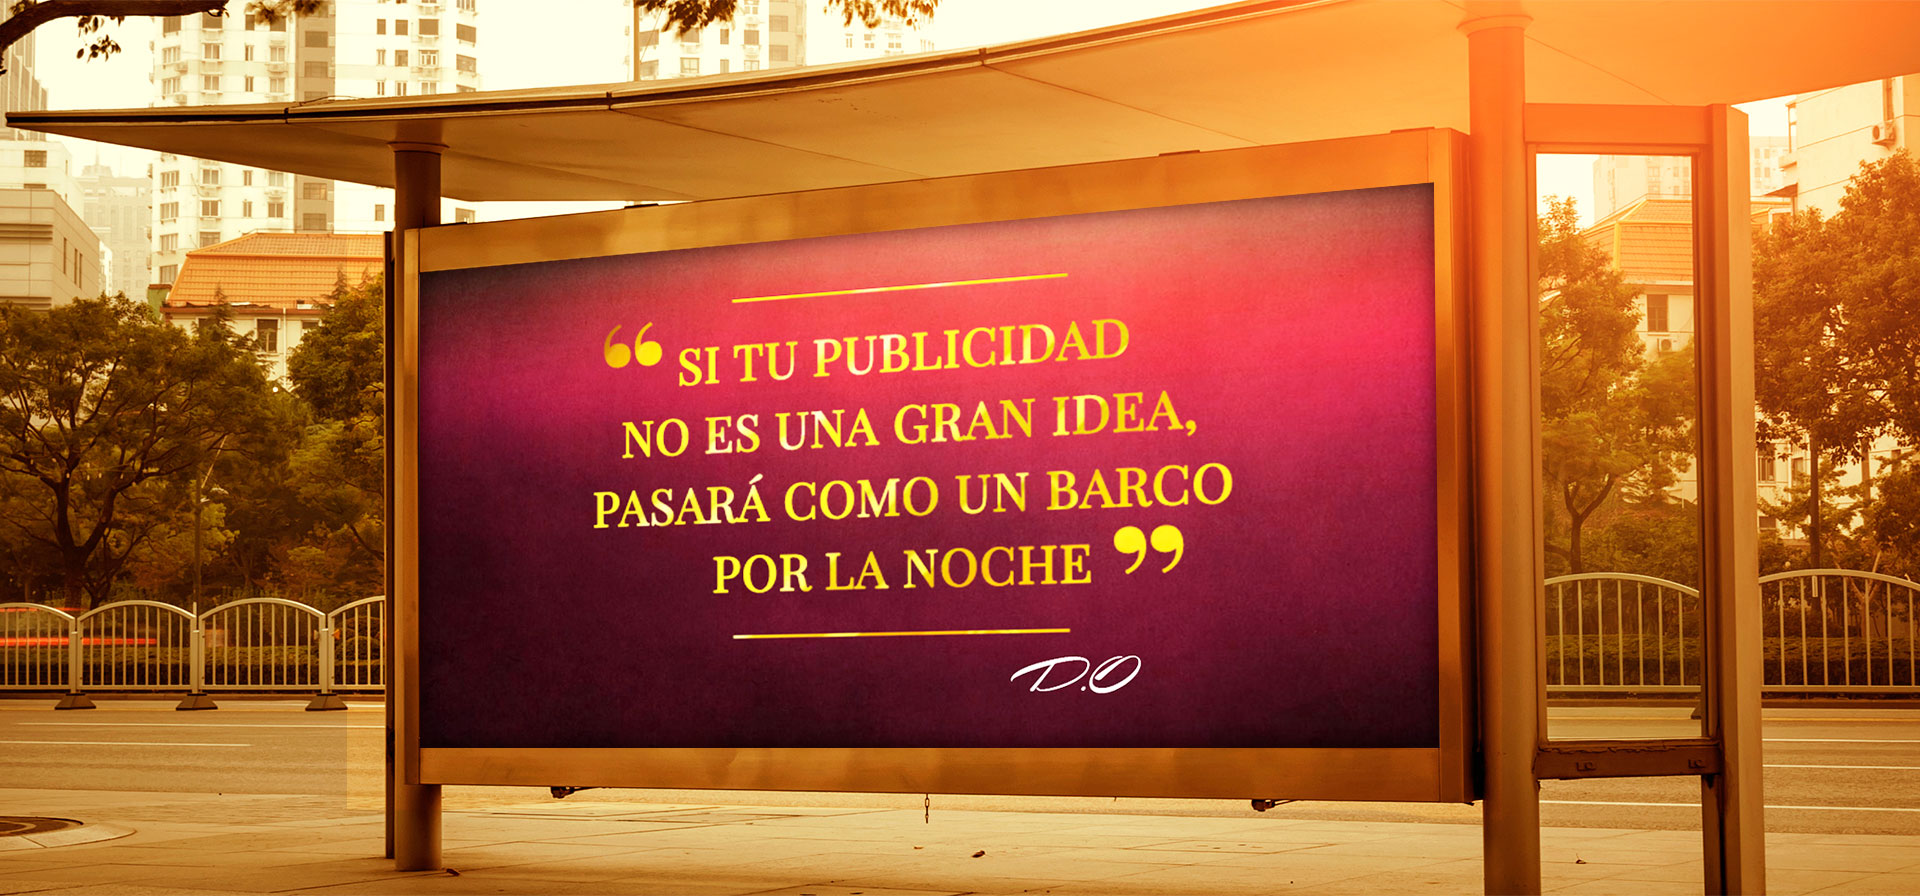 “ SI TU PUBLICIDAD
NO ES UNA GRAN IDEA,
PASARÁ COMO UN BARCO
POR LA NOCHE ”
D.O